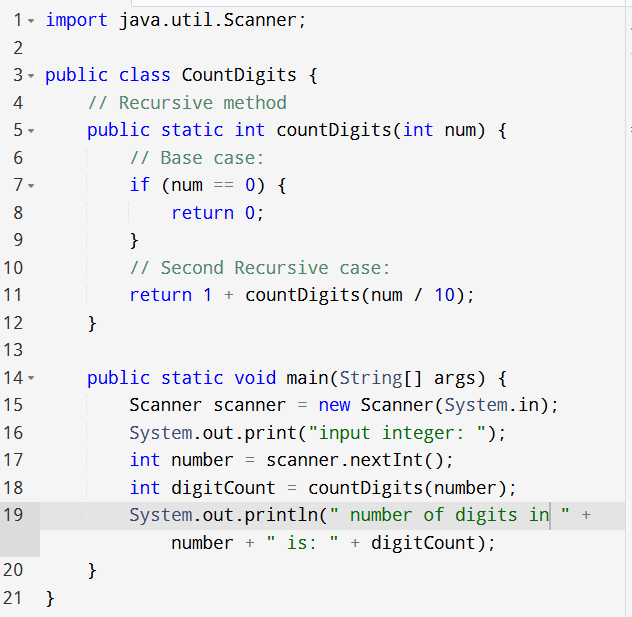 1 import java.util.Scanner;
2
3 public class CountDigits {
4     // Recursive method
5     public static int countDigits(int num) {
6         // Base case:
7         if (num == 0) {
8             return 0;
9         }
10         // Second Recursive case:
11         return 1 + countDigits(num / 10);
12     }
13
14     public static void main(String[] args) {
15         Scanner scanner = new Scanner(System.in);
16         System.out.print("input integer: ");
17         int number = scanner.nextInt();
18         int digitCount = countDigits(number);
19         System.out.println(" number of digits in " +
            number + " is: " + digitCount);
20     }
21 }